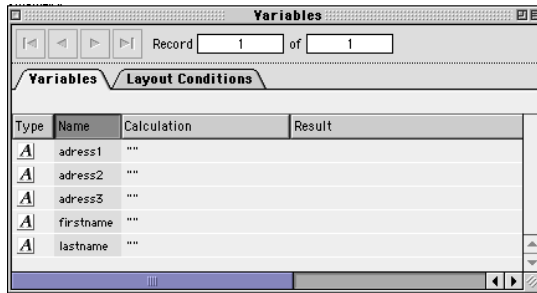 Variables
Record 1 of 1
Variables Layout Conditions
Type Name Calculation Result
A adress1 ""
A adress2 ""
A adress3 ""
A firstname ""
A lastname ""